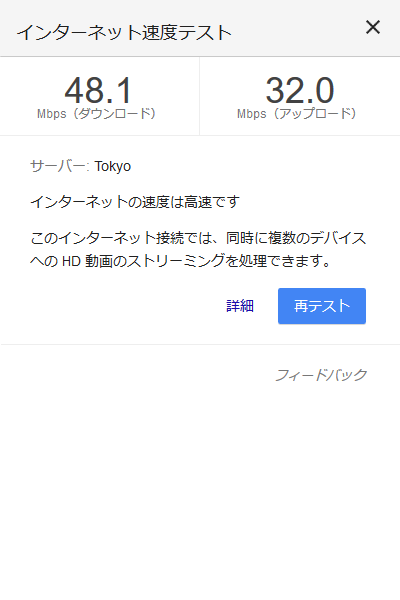 インターネット速度テスト
48.1
Mbps（ダウンロード）
32.0
Mbps（アップロード）
サーバー: Tokyo
インターネットの速度は高速です
このインターネット接続では、同時に複数のデバイス
への HD 動画のストリーミングを処理できます。
詳細
再テスト
フィードバック